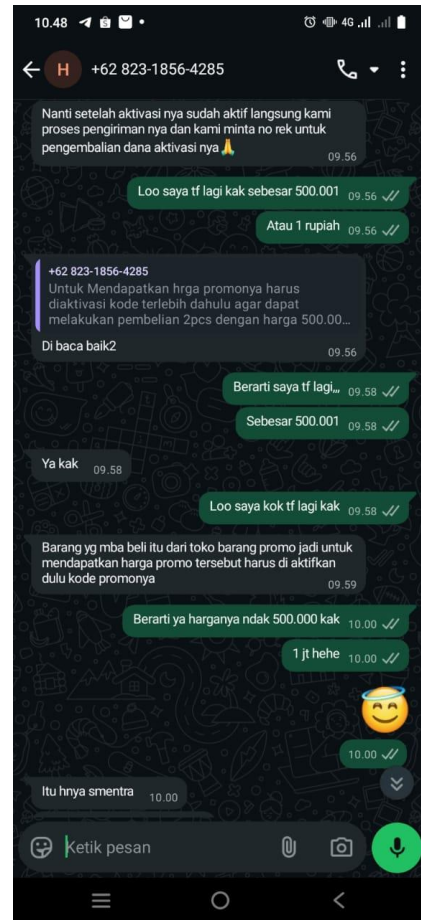 10.48
4G
H
+62 823-1856-4285
Nanti setelah aktivasi nya sudah aktif langsung kami
proses pengiriman nya dan kami minta no rek untuk
pengembalian dana aktivasi nya🙏
09.56
Loo saya tf lagi kak sebesar 500.001
09.56
Atau 1 rupiah
09.56
+62 823-1856-4285
Untuk Mendapatkan hrga promonya harus
diaktivasi kode terlebih dahulu agar dapat
melakukan pembelian 2pcs dengan harga 500.00...
Di baca baik2
09.56
Berarti saya tf lagi,,,
09.58
Sebesar 500.001
09.58
Ya kak
09.58
Loo saya kok tf lagi kak
09.58
Barang yg mba beli itu dari toko barang promo jadi untuk
mendapatkan harga promo tersebut harus di aktifkan
dulu kode promonya
09.59
Berarti ya harganya ndak 500.000 kak
10.00
1 jt hehe
10.00
😇
10.00
Itu hnya smentra
10.00
Ketik pesan